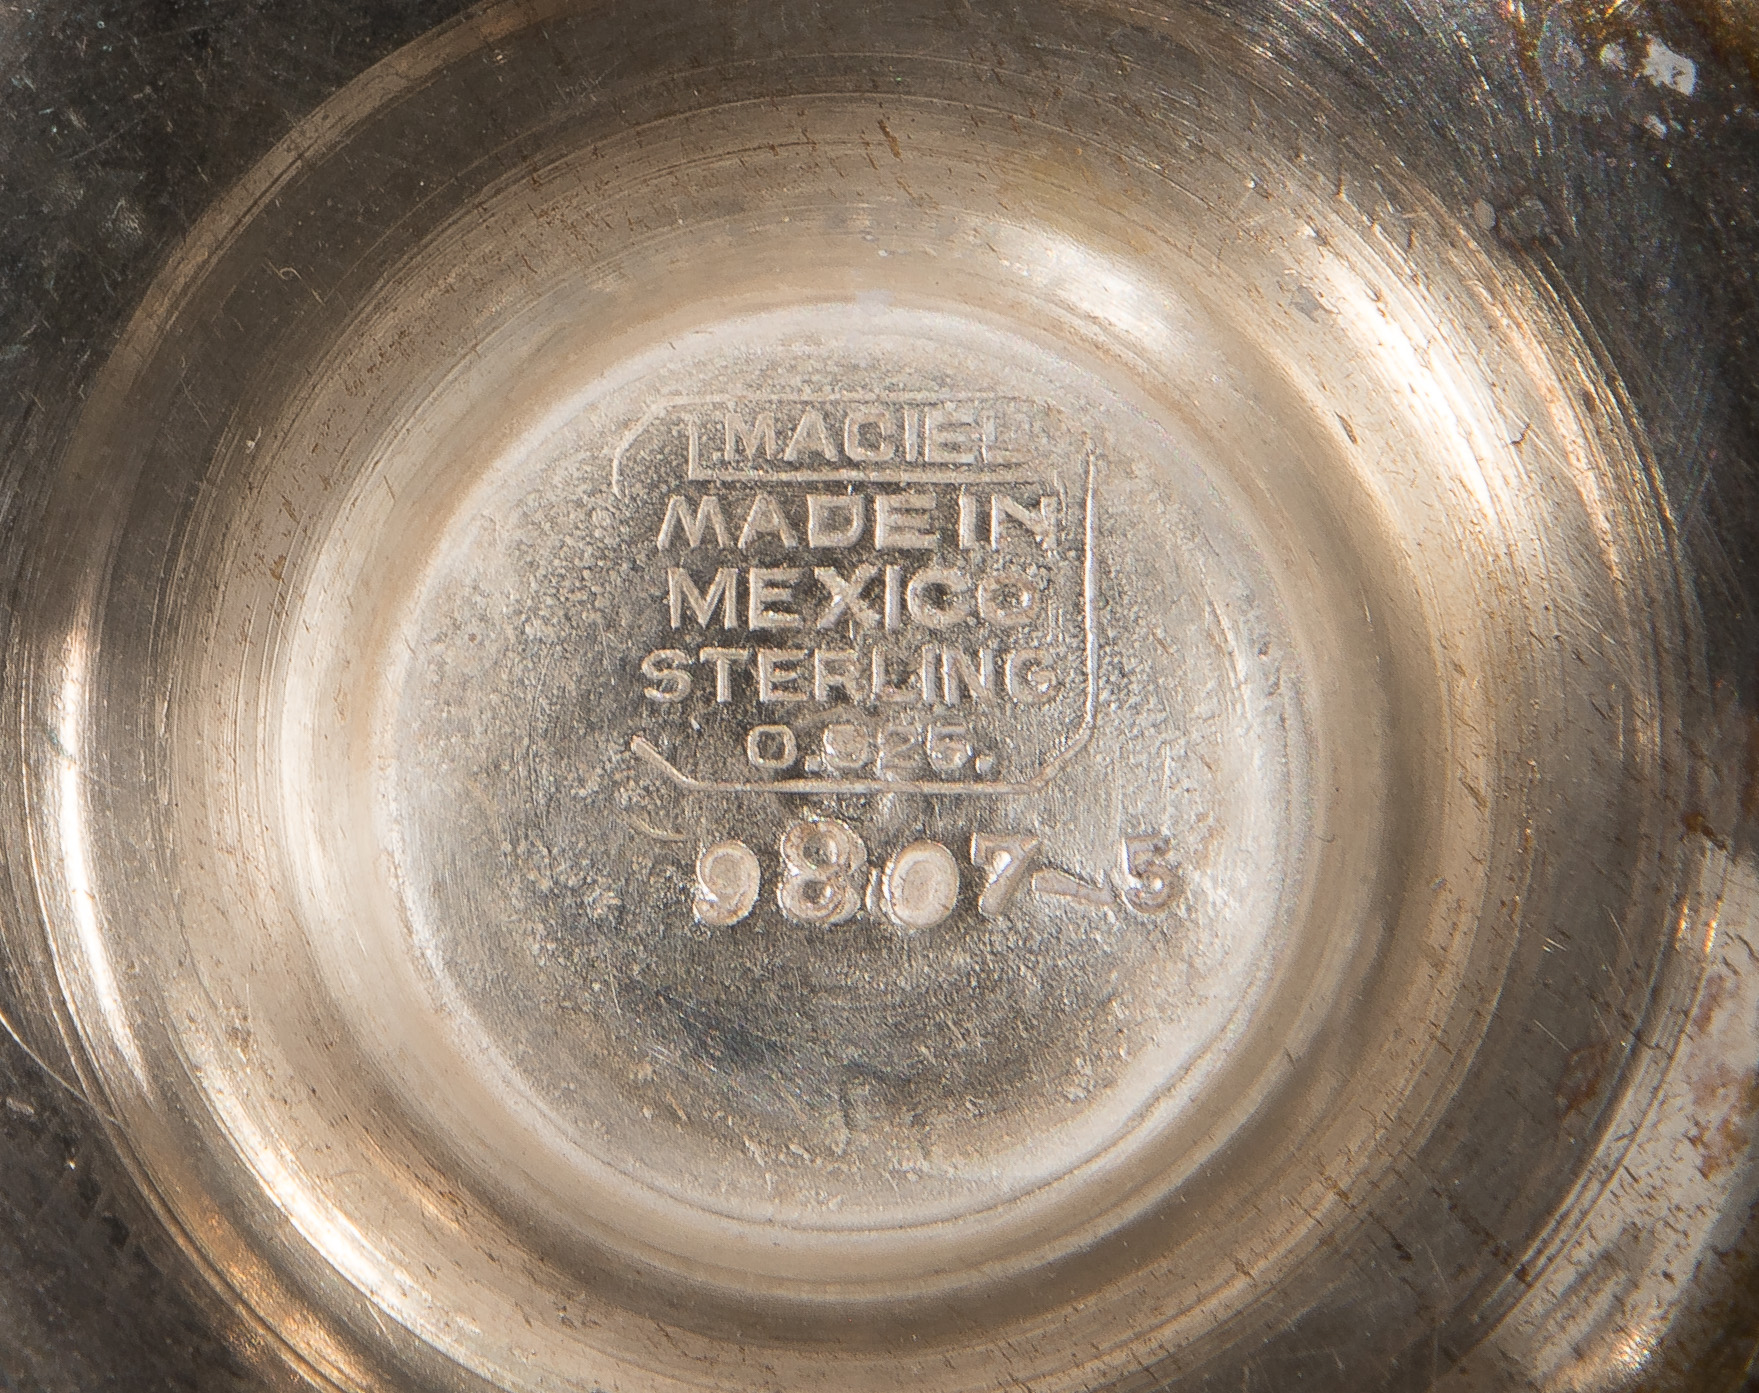 MACIEL
MADE IN
MEXICO
STERLING
0.925.
9807-5